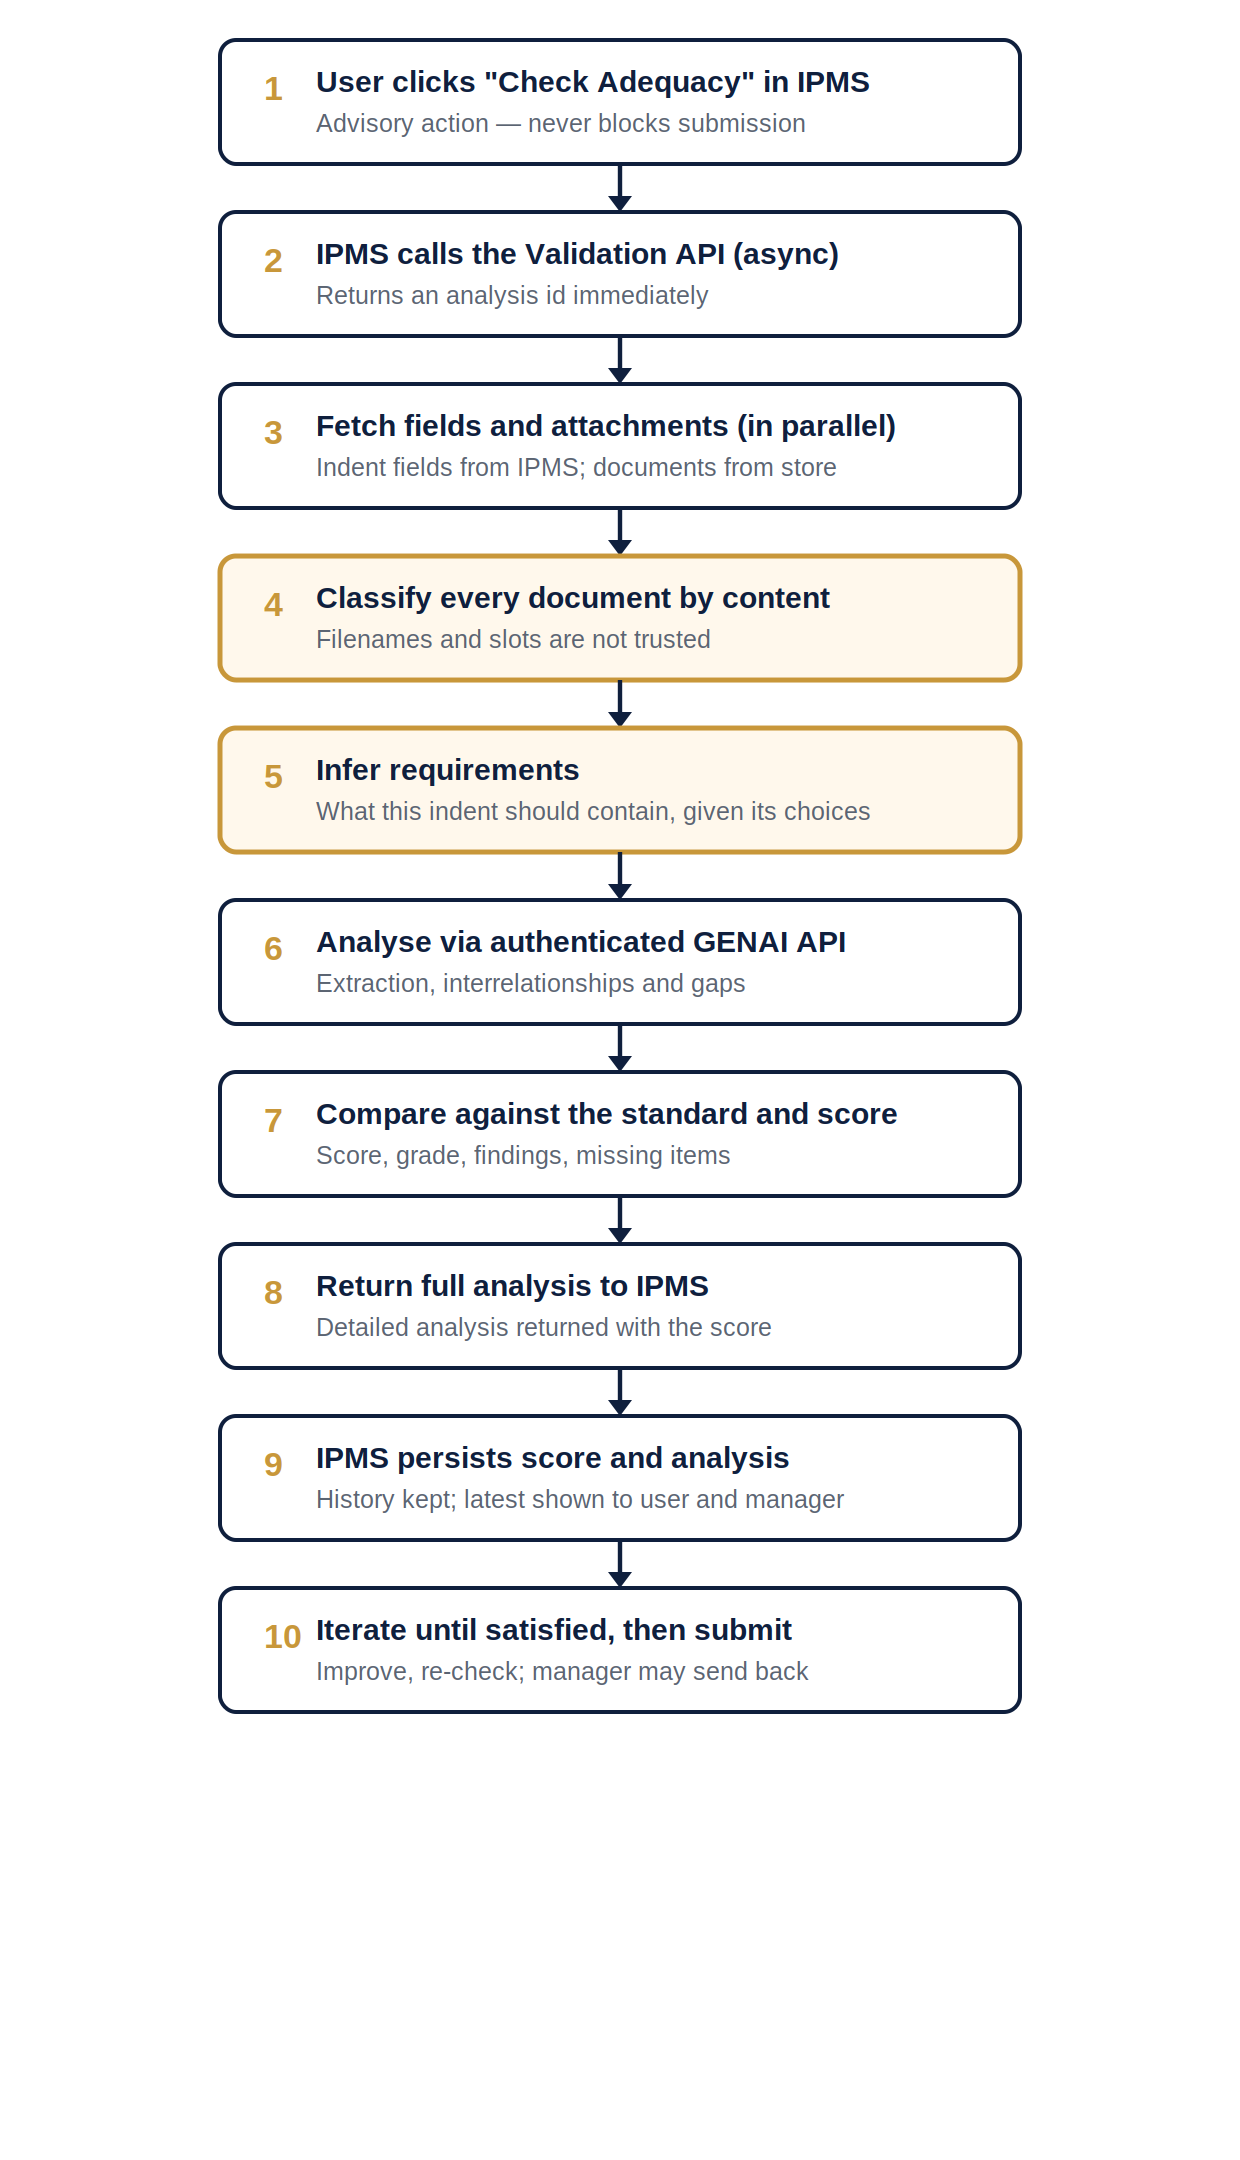 1
User clicks "Check Adequacy" in IPMS
Advisory action — never blocks submission
2
IPMS calls the Validation API (async)
Returns an analysis id immediately
3
Fetch fields and attachments (in parallel)
Indent fields from IPMS; documents from store
4
Classify every document by content
Filenames and slots are not trusted
5
Infer requirements
What this indent should contain, given its choices
6
Analyse via authenticated GENAI API
Extraction, interrelationships and gaps
7
Compare against the standard and score
Score, grade, findings, missing items
8
Return full analysis to IPMS
Detailed analysis returned with the score
9
IPMS persists score and analysis
History kept; latest shown to user and manager
10
Iterate until satisfied, then submit
Improve, re-check; manager may send back